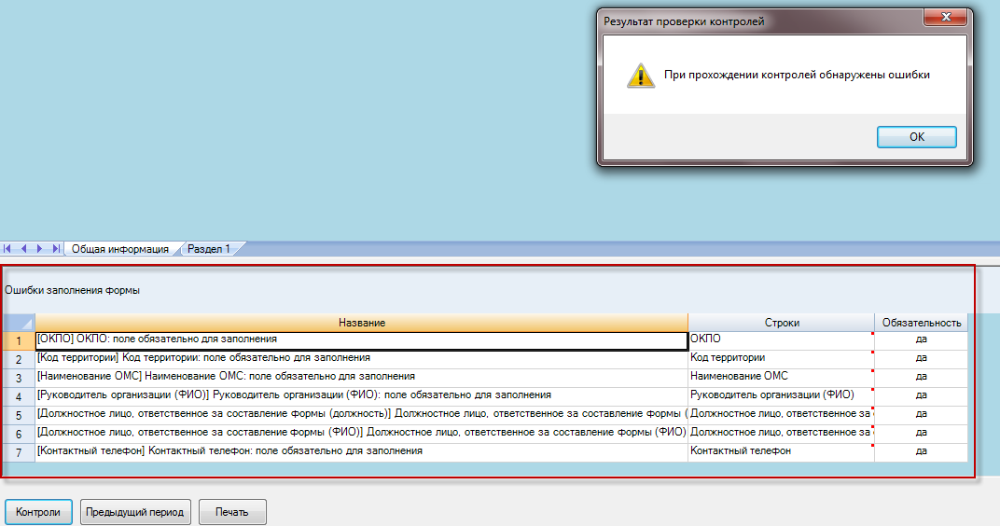 Результат проверки контролей
При прохождении контролей обнаружены ошибки
OK
Общая информация Раздел 1
Ошибки заполнения формы
Название Строки Обязательность
1 [ОКПО] ОКПО: поле обязательно для заполнения ОКПО да
2 [Код территории] Код территории: поле обязательно для заполнения Код территории да
3 [Наименование ОМС] Наименование ОМС: поле обязательно для заполнения Наименование ОМС да
4 [Руководитель организации (ФИО)] Руководитель организации (ФИО): поле обязательно для заполнения Руководитель организации (ФИО) да
5 [Должностное лицо, ответственное за составление формы (должность)] Должностное лицо, ответственное за составление формы ( Должностное лицо, ответственное за да
6 [Должностное лицо, ответственное за составление формы (ФИО)] Должностное лицо, ответственное за составление формы (ФИО) Должностное лицо, ответственное за да
7 [Контактный телефон] Контактный телефон: поле обязательно для заполнения Контактный телефон да
Контроли Предыдущий период Печать